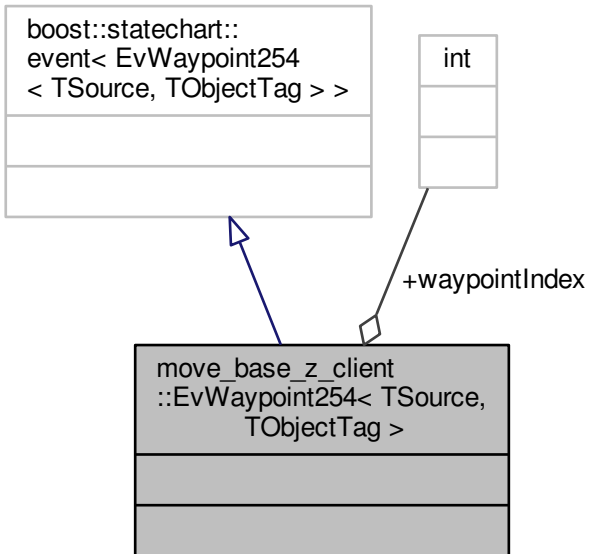 boost::statechart::
event< EvWaypoint254
< TSource, TObjectTag > >
int
+waypointIndex
move_base_z_client
::EvWaypoint254< TSource,
TObjectTag >